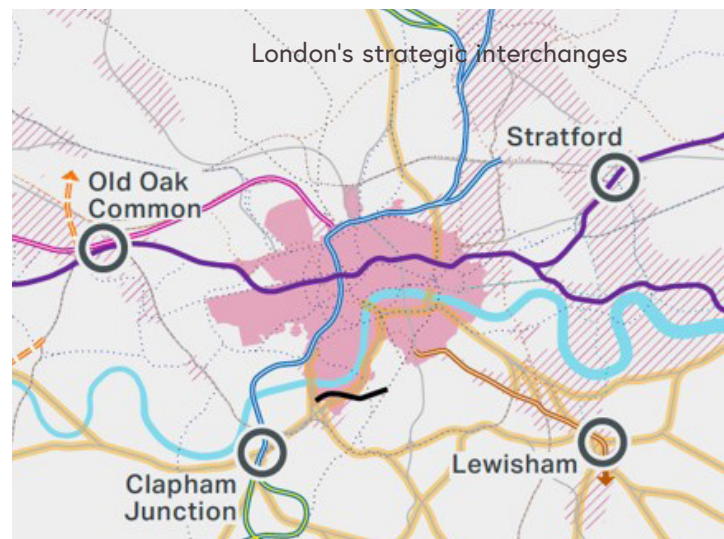 London's strategic interchanges
Stratford
Old Oak
Common
Lewisham
Clapham
Junction